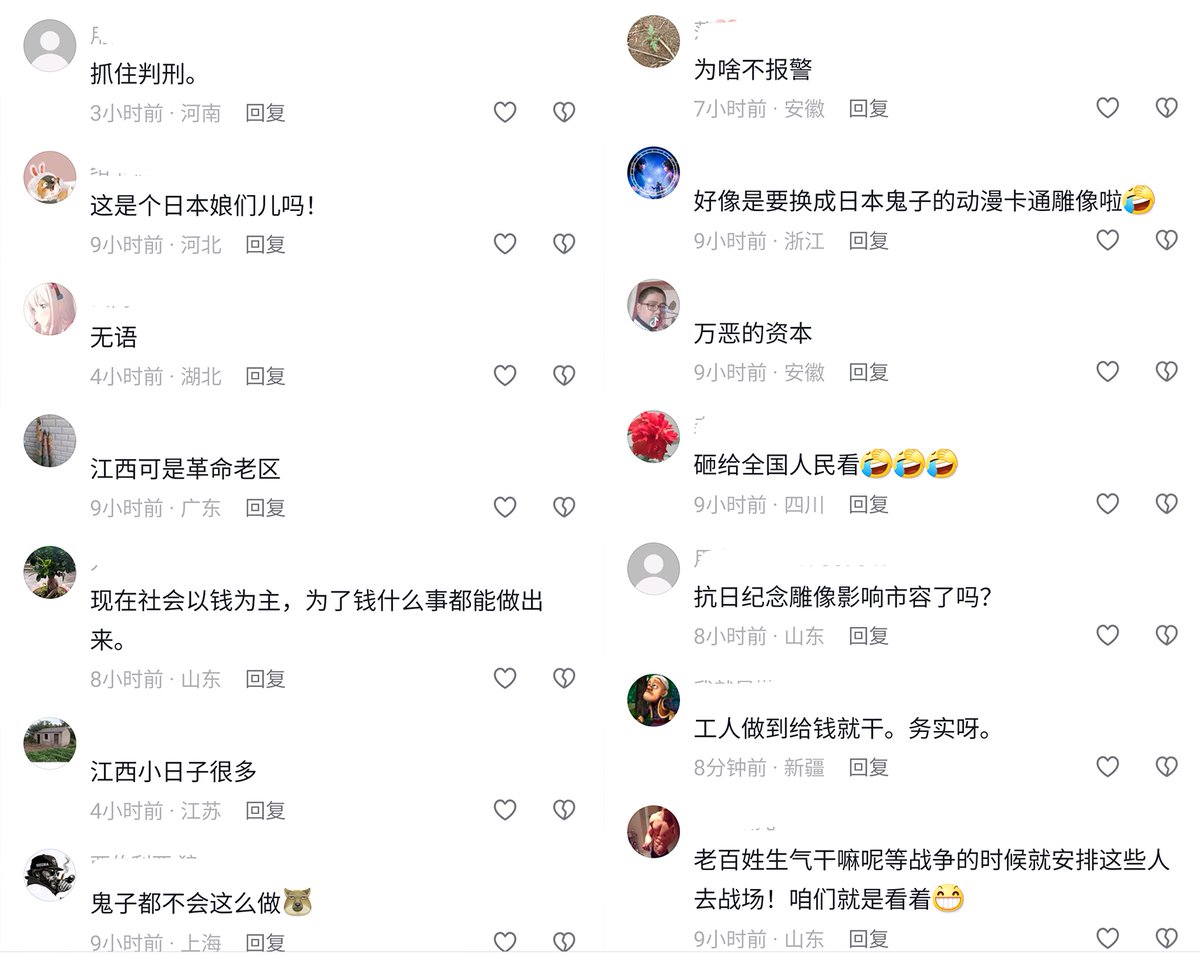 抓住判刑。
3小时前 · 河南 回复
这是个日本娘们儿吗！
9小时前 · 河北 回复
无语
4小时前 · 湖北 回复
江西可是革命老区
9小时前 · 广东 回复
现在社会以钱为主，为了钱什么事都能做出
来。
8小时前 · 山东 回复
江西小日子很多
4小时前 · 江苏 回复
鬼子都不会这么做
9小时前 · 上海 回复
为啥不报警
7小时前 · 安徽 回复
好像是要换成日本鬼子的动漫卡通雕像啦🤣
9小时前 · 浙江 回复
万恶的资本
9小时前 · 安徽 回复
砸给全国人民看🤣🤣🤣
9小时前 · 四川 回复
抗日纪念雕像影响市容了吗？
8小时前 · 山东 回复
工人做到给钱就干。务实呀。
8分钟前 · 新疆 回复
老百姓生气干嘛呢等战争的时候就安排这些人
去战场！咱们就是看着😁
9小时前 · 山东 回复